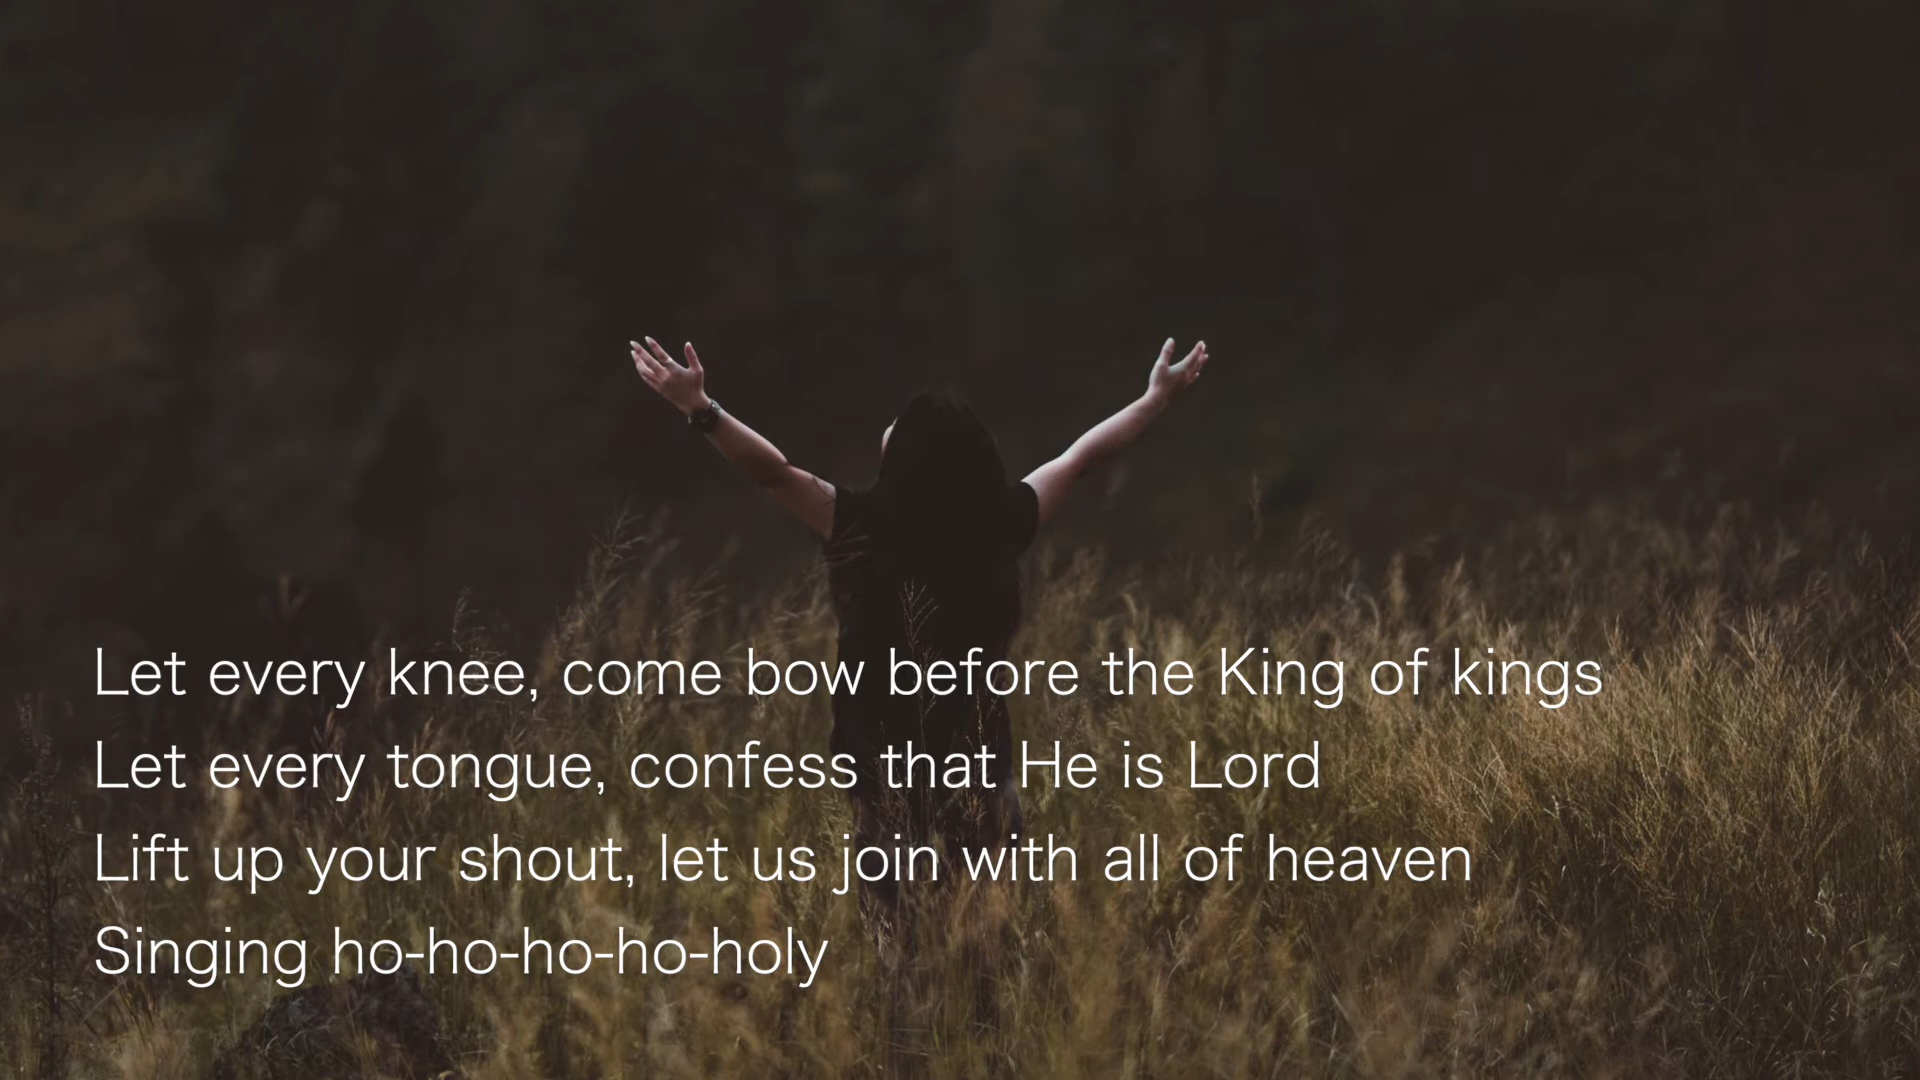 Let every knee, come bow before the King of kings
Let every tongue, confess that He is Lord
Lift up your shout, let us join with all of heaven
Singing ho-ho-ho-ho-holy